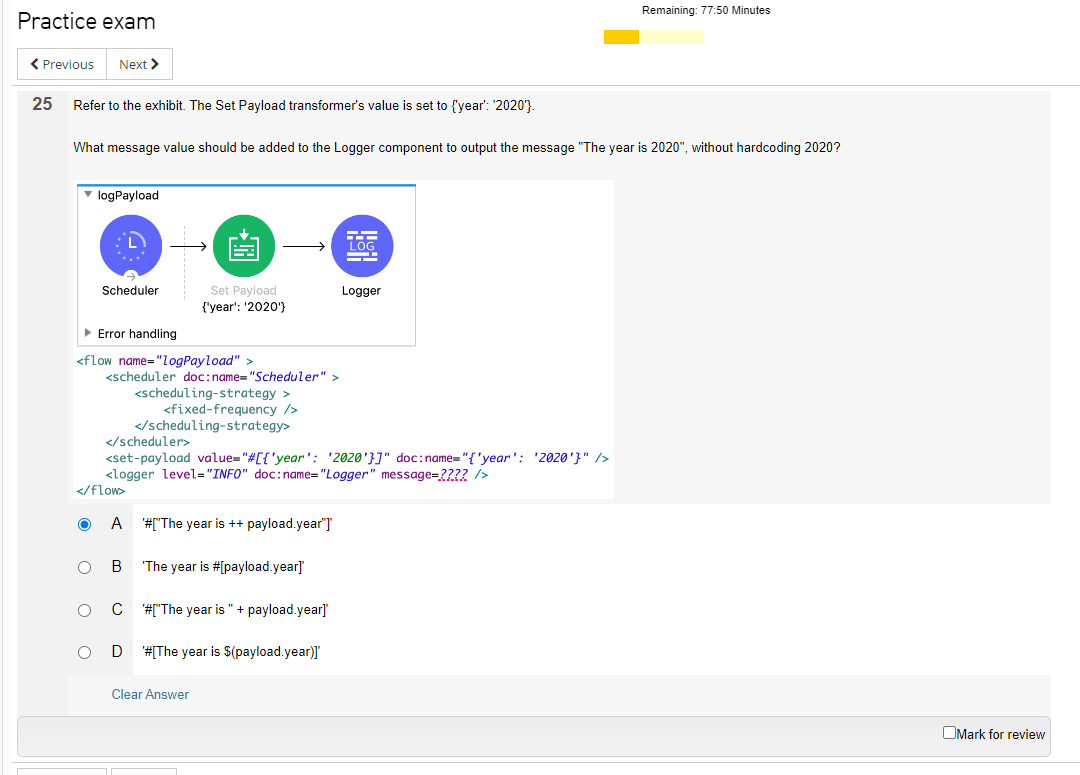 Practice exam
Remaining: 77:50 Minutes
Previous
Next
25
Refer to the exhibit. The Set Payload transformer's value is set to {'year': '2020'}.
What message value should be added to the Logger component to output the message "The year is 2020", without hardcoding 2020?
logPayload
L
LOG
Scheduler
Set Payload
Logger
{'year': '2020'}
Error handling
<flow name="logPayload" >
<scheduler doc:name="Scheduler" >
<scheduling-strategy >
<fixed-frequency />
</scheduling-strategy>
</scheduler>
<set-payload value="#[{'year': '2020'}]" doc:name="{'year': '2020'}" />
<logger level="INFO" doc:name="Logger" message=???? />
</flow>
A '#["The year is ++ payload.year"]'
B 'The year is #[payload.year]'
C '#["The year is " + payload.year]'
D '#[The year is $(payload.year)]'
Clear Answer
Mark for review